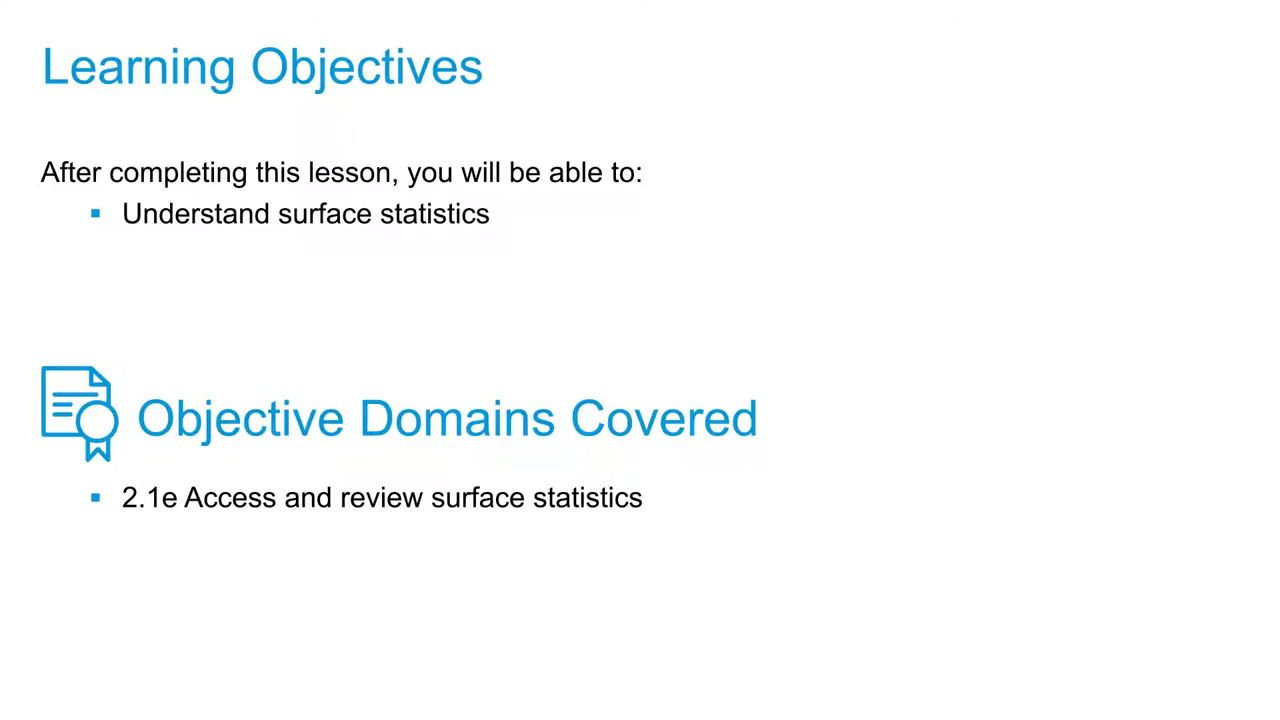 Learning Objectives
After completing this lesson, you will be able to:
Understand surface statistics
Objective Domains Covered
2.1e Access and review surface statistics